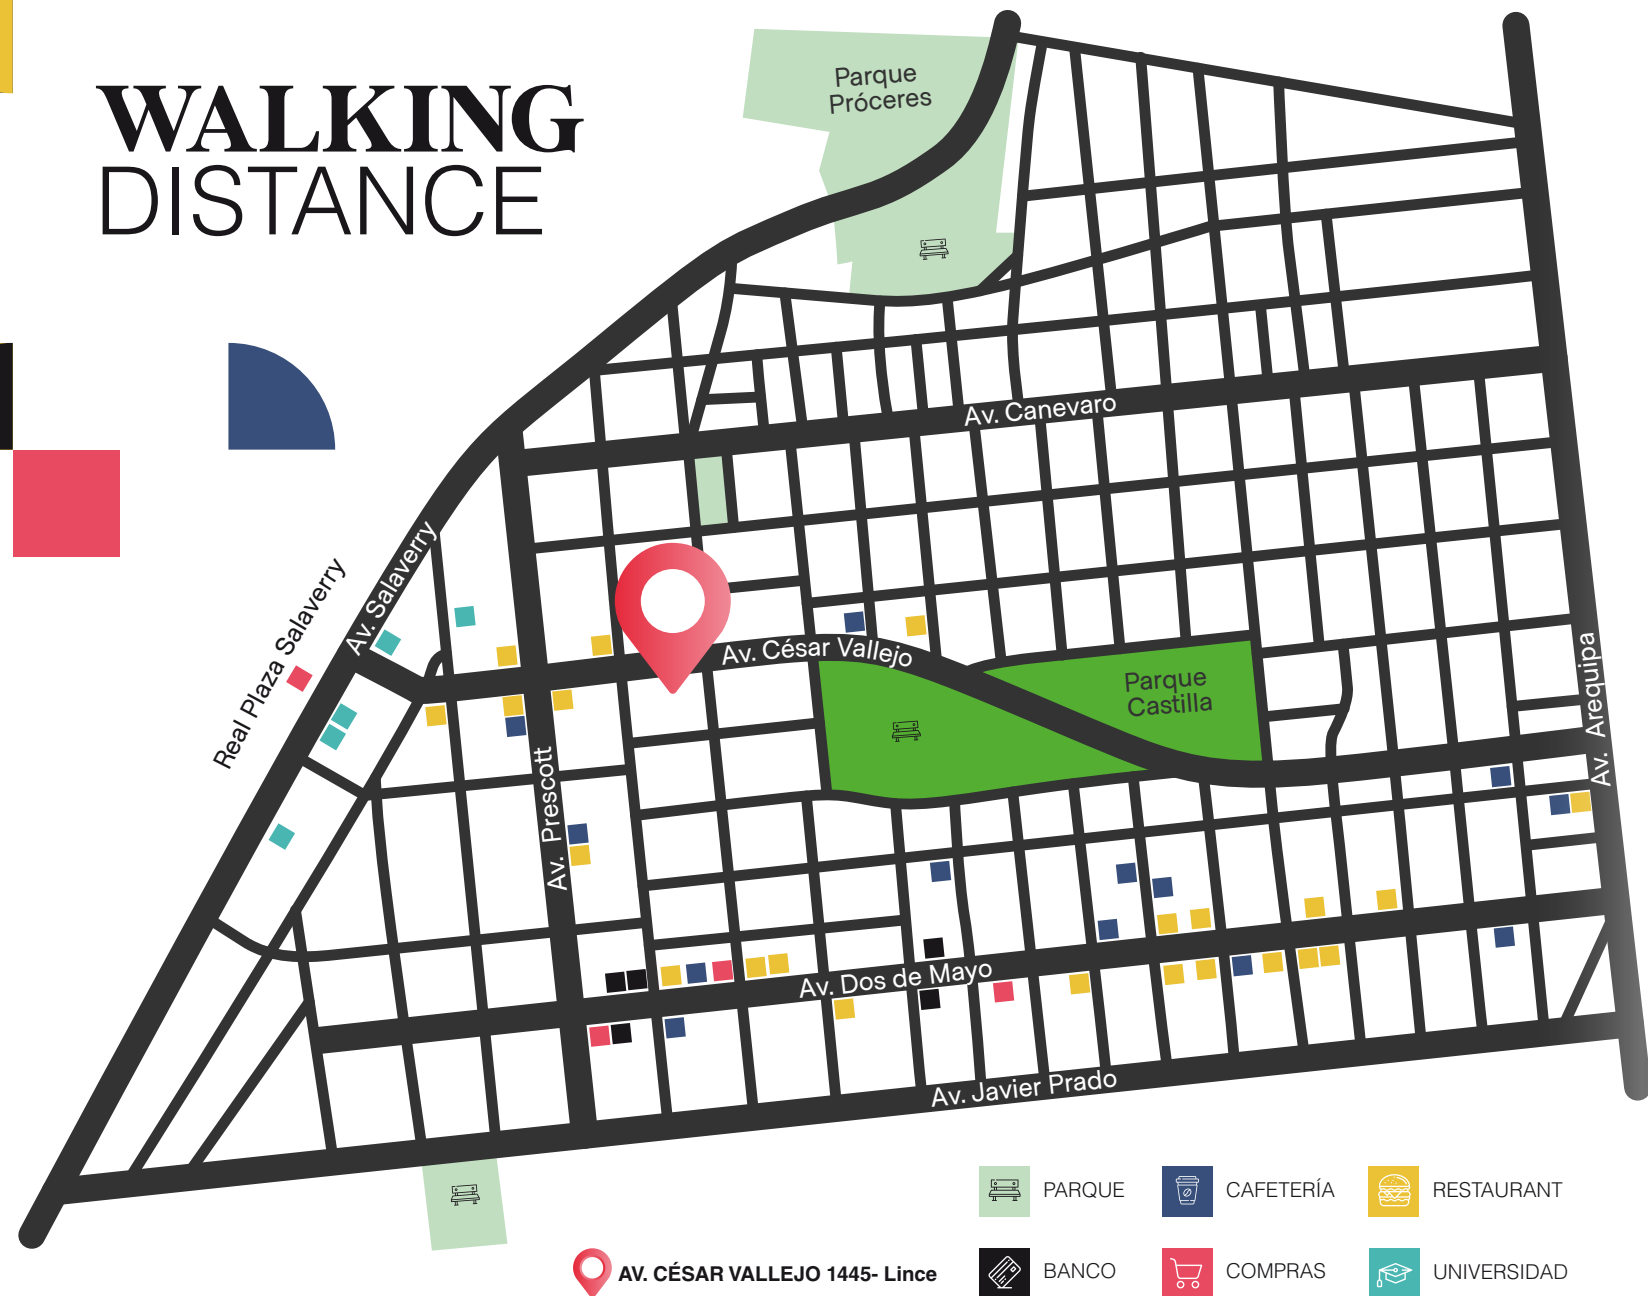 WALKING
DISTANCE
Parque
Próceres
Av. Canevaro
Av. Salaverry
Real Plaza Salaverry
Av. César Vallejo
Parque
Castilla
Av. Arequipa
Av. Prescott
Av. Dos de Mayo
Av. Javier Prado
PARQUE
CAFETERÍA
RESTAURANT
AV. CÉSAR VALLEJO 1445- Lince
BANCO
COMPRAS
UNIVERSIDAD